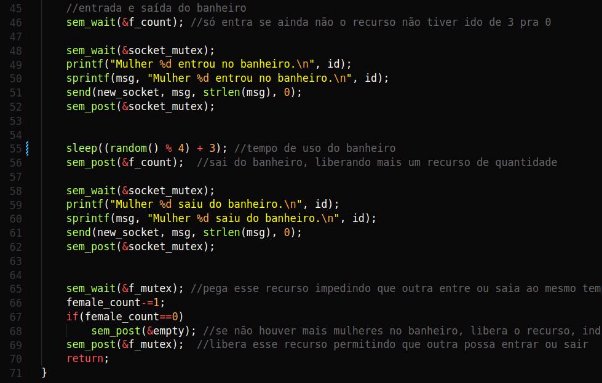 45 //entrada e saída do banheiro
46 sem_wait(&f_count); //só entra se ainda não o recurso não tiver ido de 3 pra 0
47
48 sem_wait(&socket_mutex);
49 printf("Mulher %d entrou no banheiro.\n", id);
50 sprintf(msg, "Mulher %d entrou no banheiro.\n", id);
51 send(new_socket, msg, strlen(msg), 0);
52 sem_post(&socket_mutex);
53
54
55 sleep((random() % 4) + 3); //tempo de uso do banheiro
56 sem_post(&f_count);  //sai do banheiro, liberando mais um recurso de quantidade
57
58 sem_wait(&socket_mutex);
59 printf("Mulher %d saiu do banheiro.\n", id);
60 sprintf(msg, "Mulher %d saiu do banheiro.\n", id);
61 send(new_socket, msg, strlen(msg), 0);
62 sem_post(&socket_mutex);
63
64
65 sem_wait(&f_mutex); //pega esse recurso impedindo que outra entre ou saia ao mesmo tem
66 female_count-=1;
67 if(female_count==0)
68 sem_post(&empty); //se não houver mais mulheres no banheiro, libera o recurso, ind
69 sem_post(&f_mutex);  //libera esse recurso permitindo que outra possa entrar ou sair
70 return;
71 }